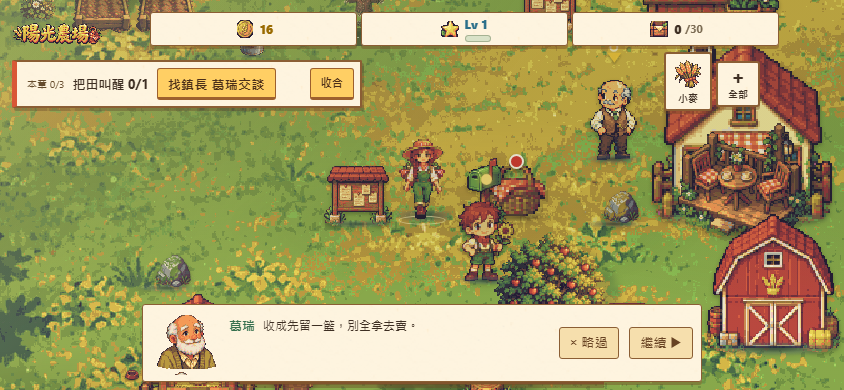 陽光農場
16
Lv 1
0 /30
本章 0/3 把田叫醒 0/1 找鎮長 葛瑞交談 收合
小麥
+ 全部
葛瑞 收成先留一籃，別全拿去賣。
× 略過 繼續 ▶